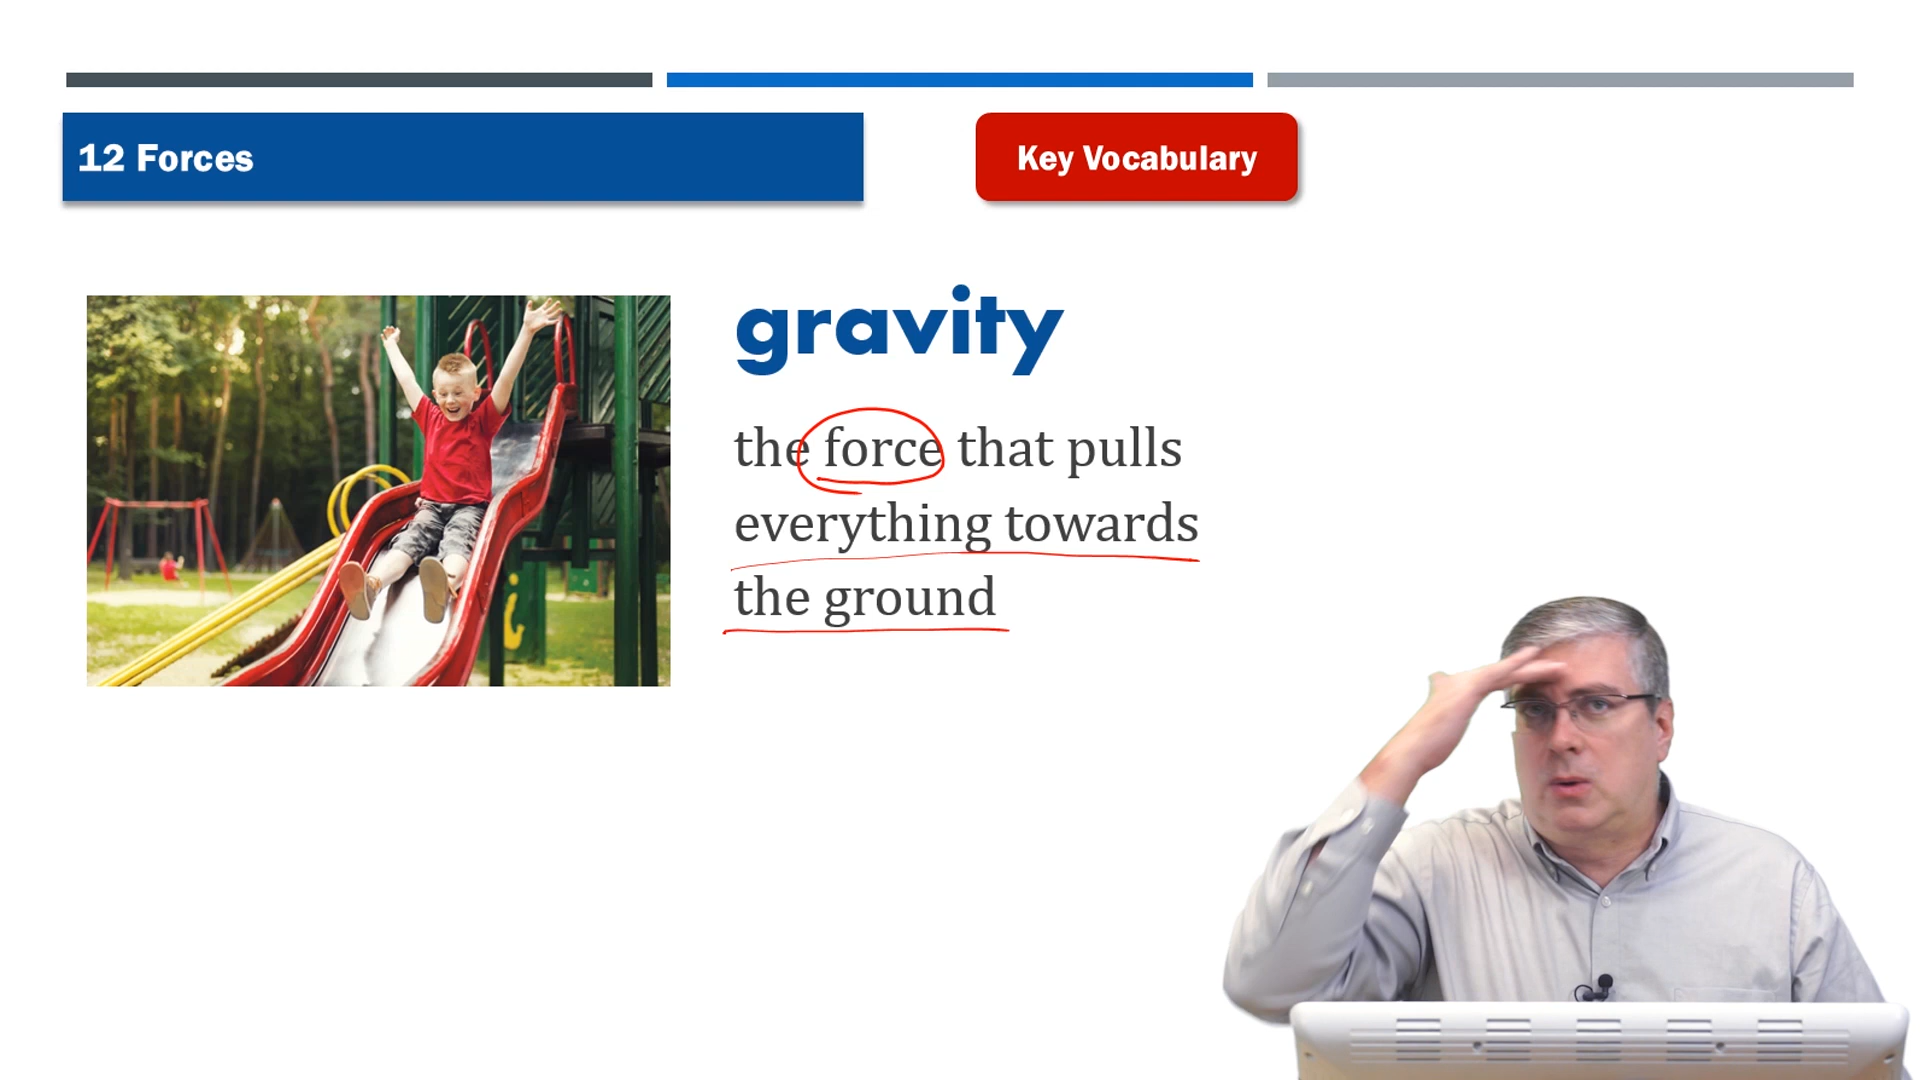 12 Forces
Key Vocabulary
gravity
the force that pulls
everything towards
the ground